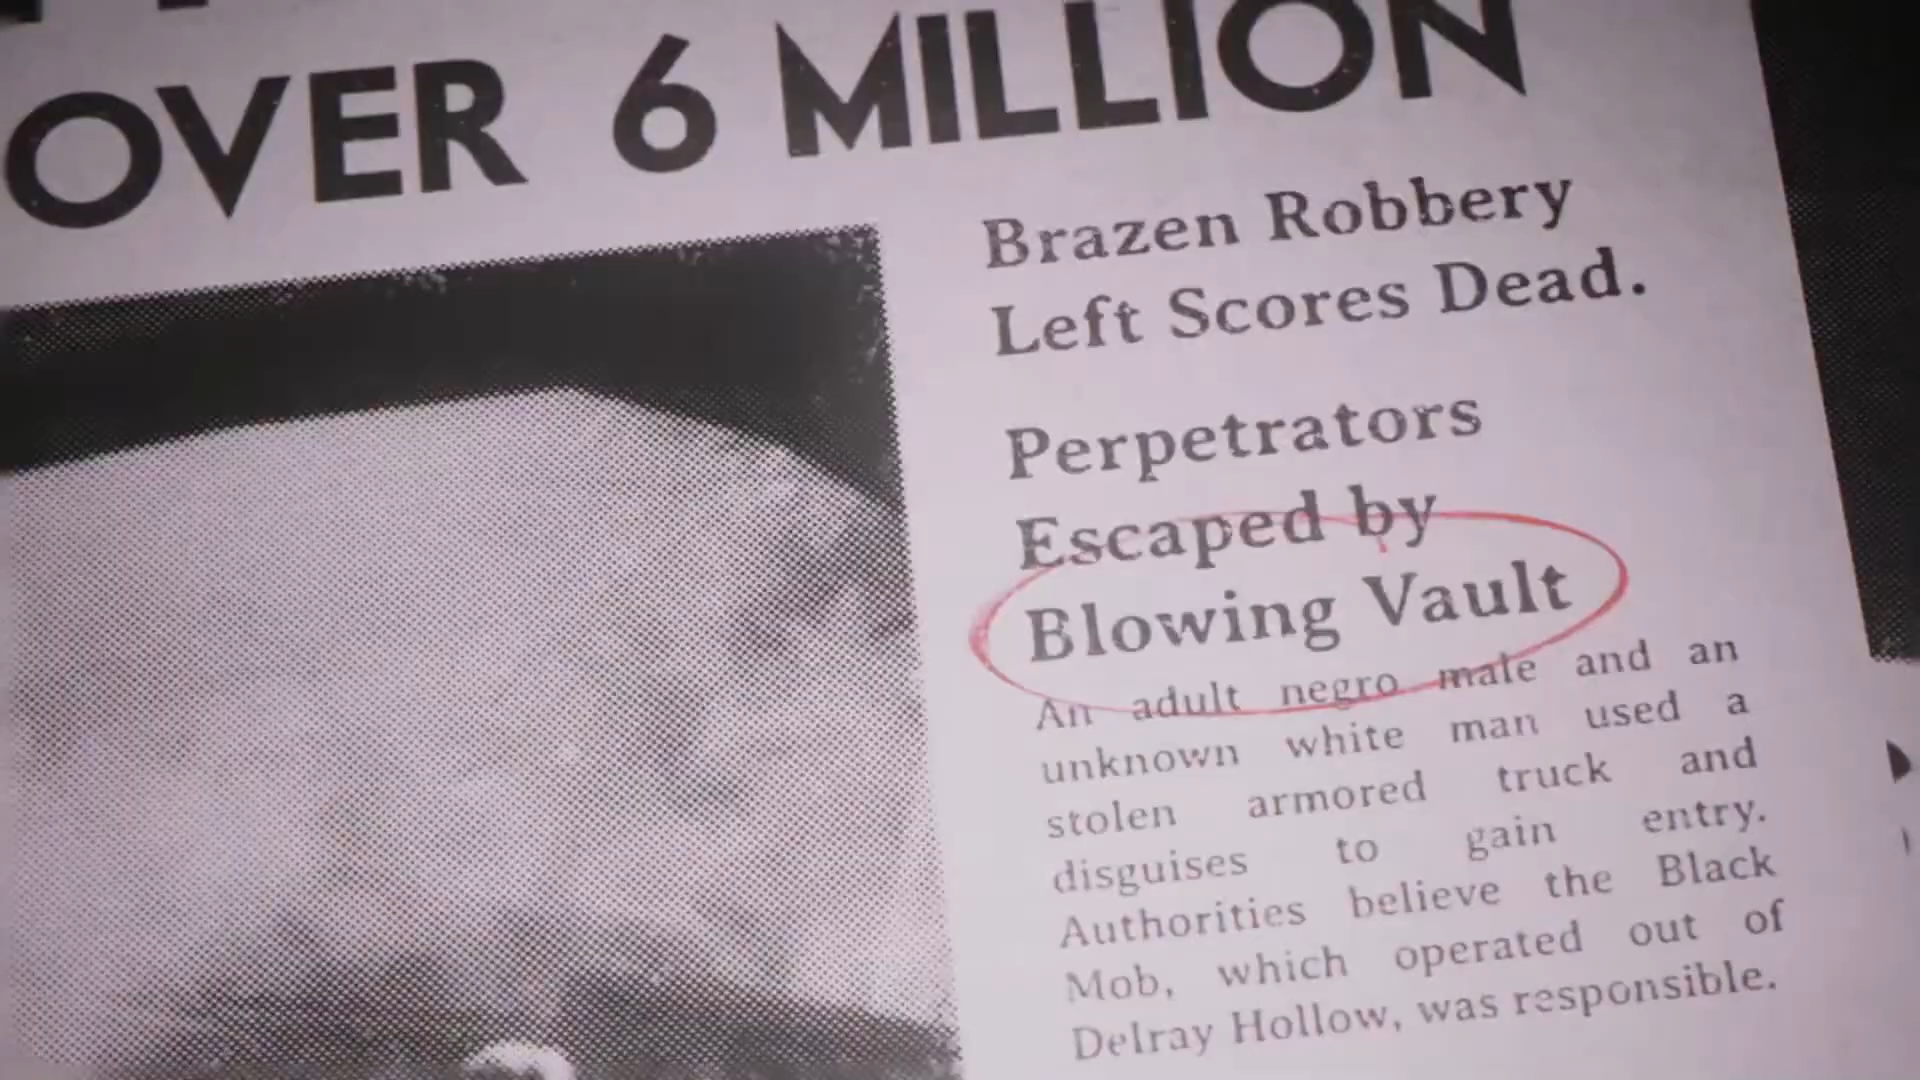 OVER 6 MILLION
Brazen Robbery
Left Scores Dead.
Perpetrators
Escaped by
Blowing Vault
An adult negro male and an
unknown white man used a
stolen armored truck and
disguises to gain entry.
Authorities believe the Black
Mob, which operated out of
Delray Hollow, was responsible.